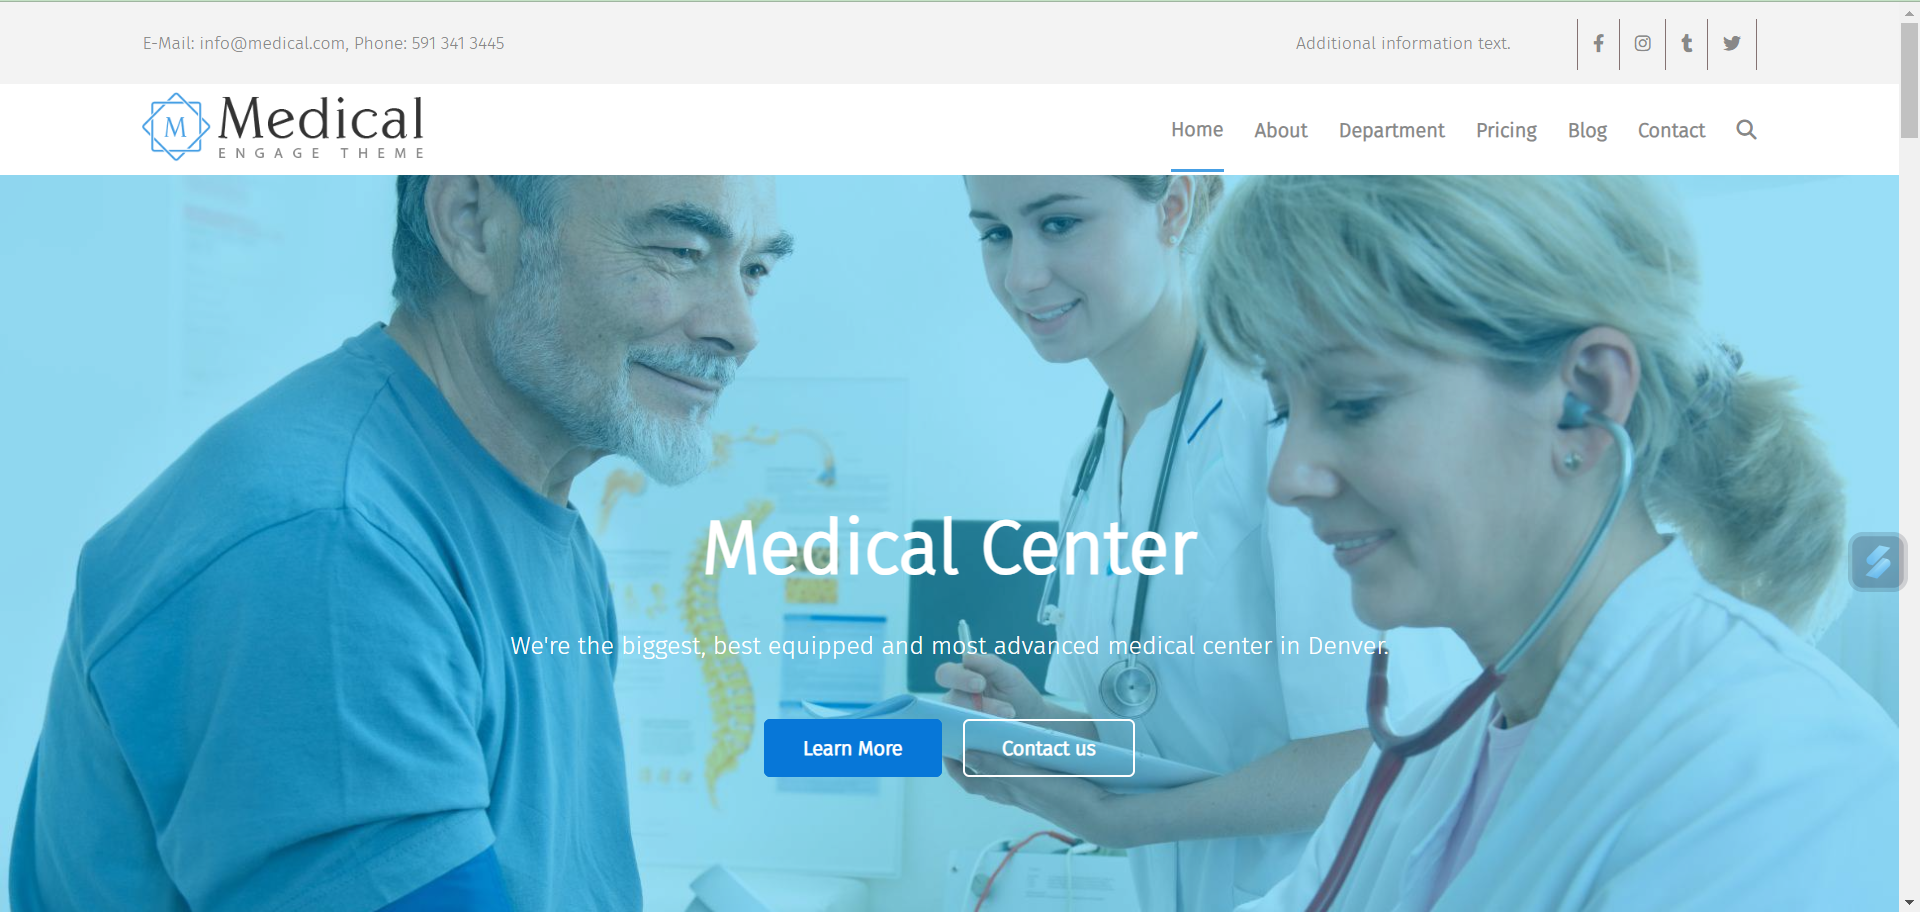 E-Mail: info@medical.com, Phone: 591 341 3445
Additional information text.
M
Medical
ENGAGE THEME
Home About Department Pricing Blog Contact
Medical Center
We're the biggest, best equipped and most advanced medical center in Denver.
Learn More
Contact us